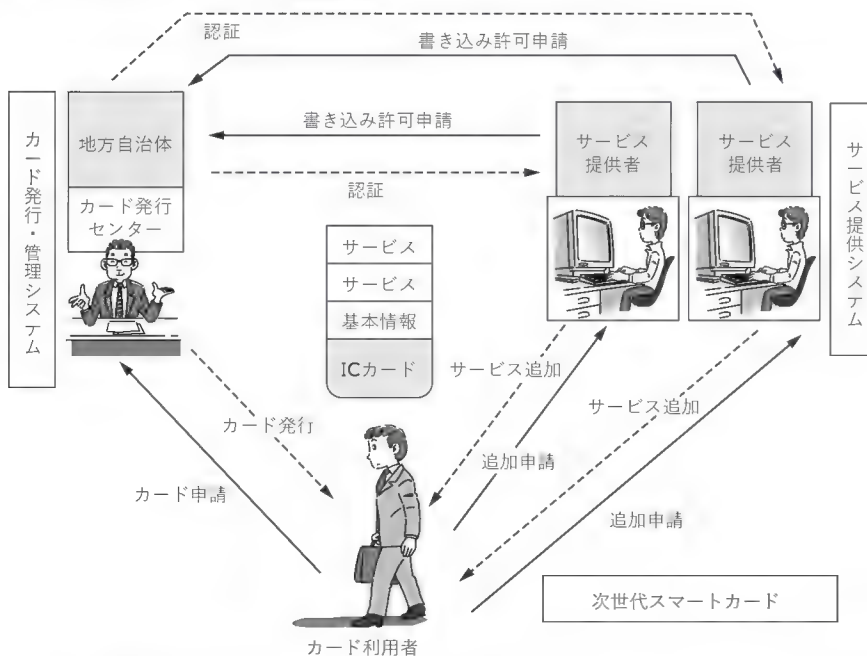 認証
書き込み許可申請
書き込み許可申請
認証
カード発行・管理システム
地方自治体
カード発行
センター
サービス
提供者
サービス
提供者
サービス提供システム
サービス
サービス
基本情報
ICカード
サービス追加
サービス追加
カード発行
カード申請
追加申請
追加申請
カード利用者
次世代スマートカード